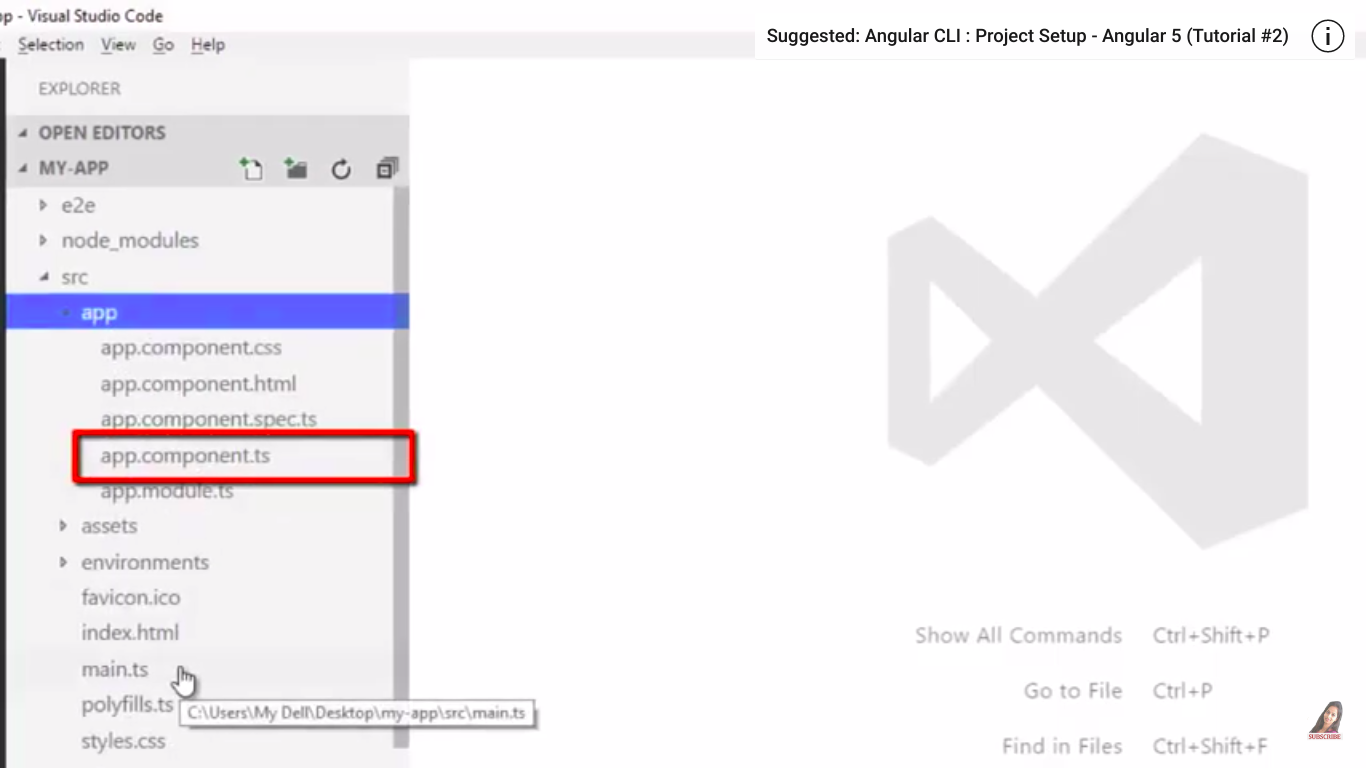 pp - Visual Studio Code
Suggested: Angular CLI : Project Setup - Angular 5 (Tutorial #2)
Selection View Go Help
EXPLORER
OPEN EDITORS
MY-APP
e2e
node_modules
src
app
app.component.css
app.component.html
app.component.spec.ts
app.component.ts
app.module.ts
assets
environments
favicon.ico
index.html
main.ts
polyfills.ts
C:\Users\My Dell\Desktop\my-app\src\main.ts
styles.css
Show All Commands Ctrl+Shift+P
Go to File Ctrl+P
Find in Files Ctrl+Shift+F
SUBSCRIBE